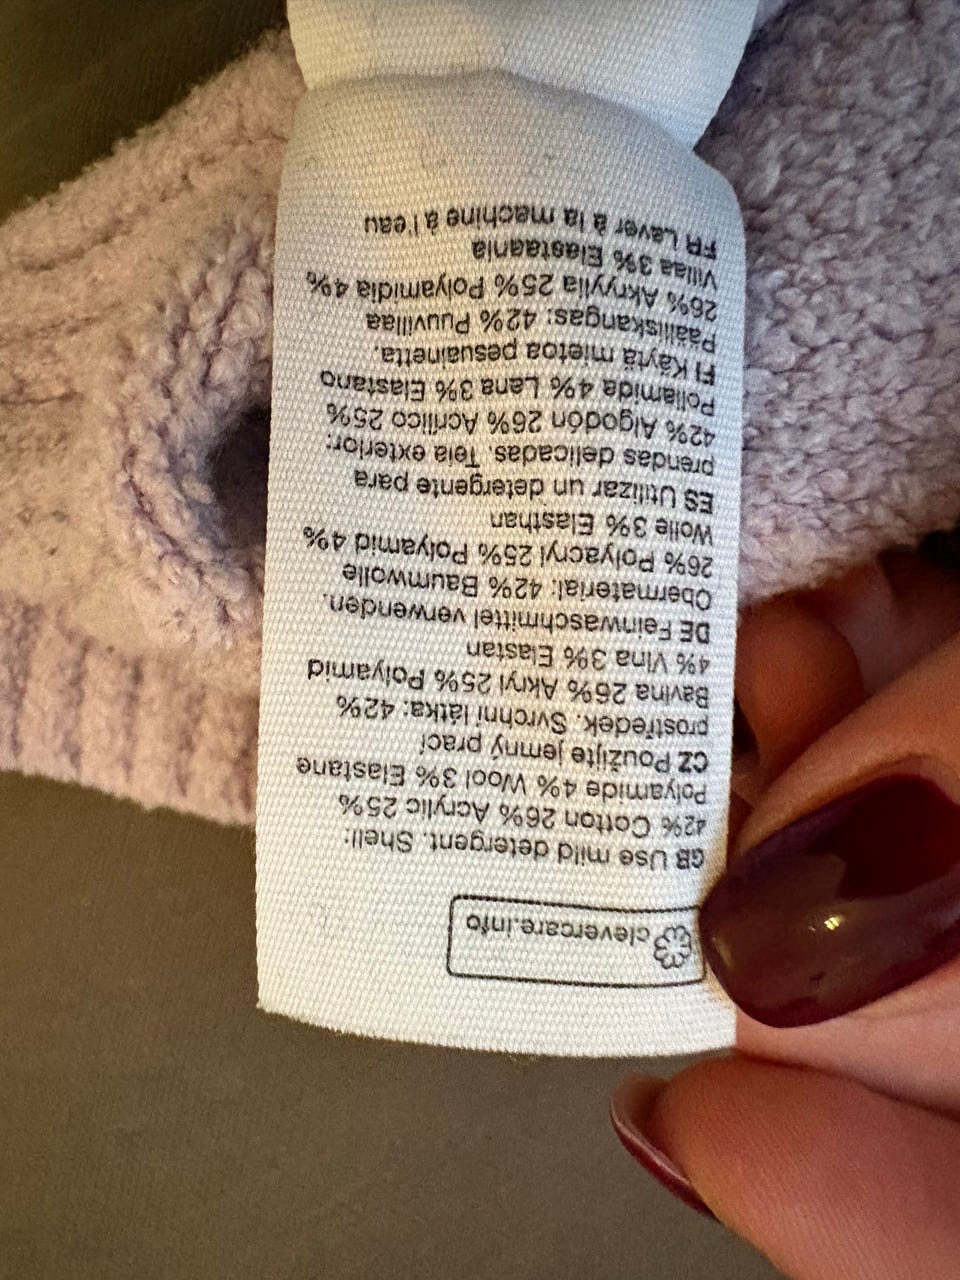 clevercare.info
GB Use mild detergent. Shell:
42% Cotton 26% Acrylic 25%
Polyamide 4% Wool 3% Elastane
CZ Použijte jemný prací
prostředek. Svrchní látka: 42%
Bavlna 26% Akryl 25% Polyamid
4% Vlna 3% Elastan
DE Feinwaschmittel verwenden.
Obermaterial: 42% Baumwolle
26% Polyacryl 25% Polyamid 4%
Wolle 3% Elasthan
ES Utilizar un detergente para
prendas delicadas. Tela exterior:
42% Algodón 26% Acrílico 25%
Poliamida 4% Lana 3% Elastano
FI Käytä mietoa pesuainetta.
Päälliskangas: 42% Puuvillaa
26% Akryylia 25% Polyamidia 4%
Villaa 3% Elastaania
FR Laver à la machine à l'eau